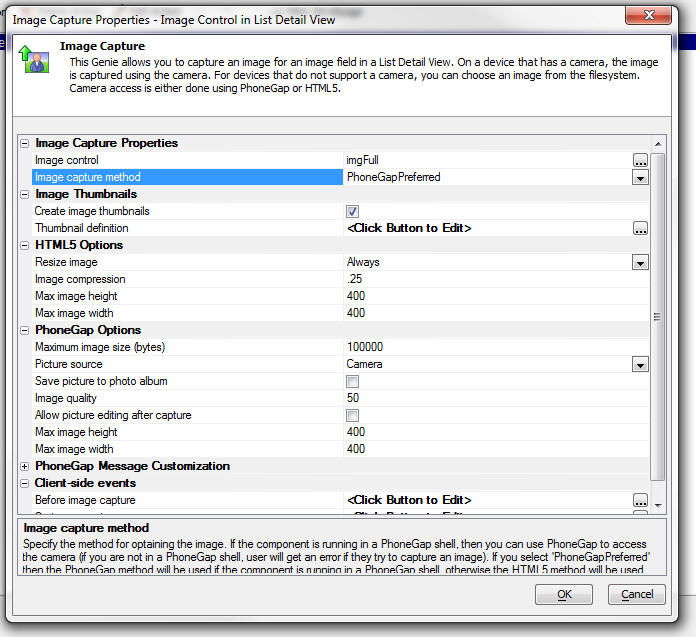 Image Capture Properties - Image Control in List Detail View
Image Capture
This Genie allows you to capture an image for an image field in a List Detail View. On a device that has a camera, the image
is captured using the camera. For devices that do not support a camera, you can choose an image from the filesystem.
Camera access is either done using PhoneGap or HTML5.
Image Capture Properties
Image control imgFull ...
Image capture method PhoneGapPreferred
Image Thumbnails
Create image thumbnails
Thumbnail definition <Click Button to Edit> ...
HTML5 Options
Resize image Always
Image compression .25
Max image height 400
Max image width 400
PhoneGap Options
Maximum image size (bytes) 100000
Picture source Camera
Save picture to photo album
Image quality 50
Allow picture editing after capture
Max image height 400
Max image width 400
PhoneGap Message Customization
Client-side events
Before image capture <Click Button to Edit> ...
Image capture method
Specify the method for optaining the image. If the component is running in a PhoneGap shell, then you can use PhoneGap to access
the camera (if you are not in a PhoneGap shell, user will get an error if they try to capture an image). If you select 'PhoneGapPreferred'
then the PhoneGap method will be used if the component is running in a PhoneGap shell, otherwise the HTML5 method will be used
OK Cancel